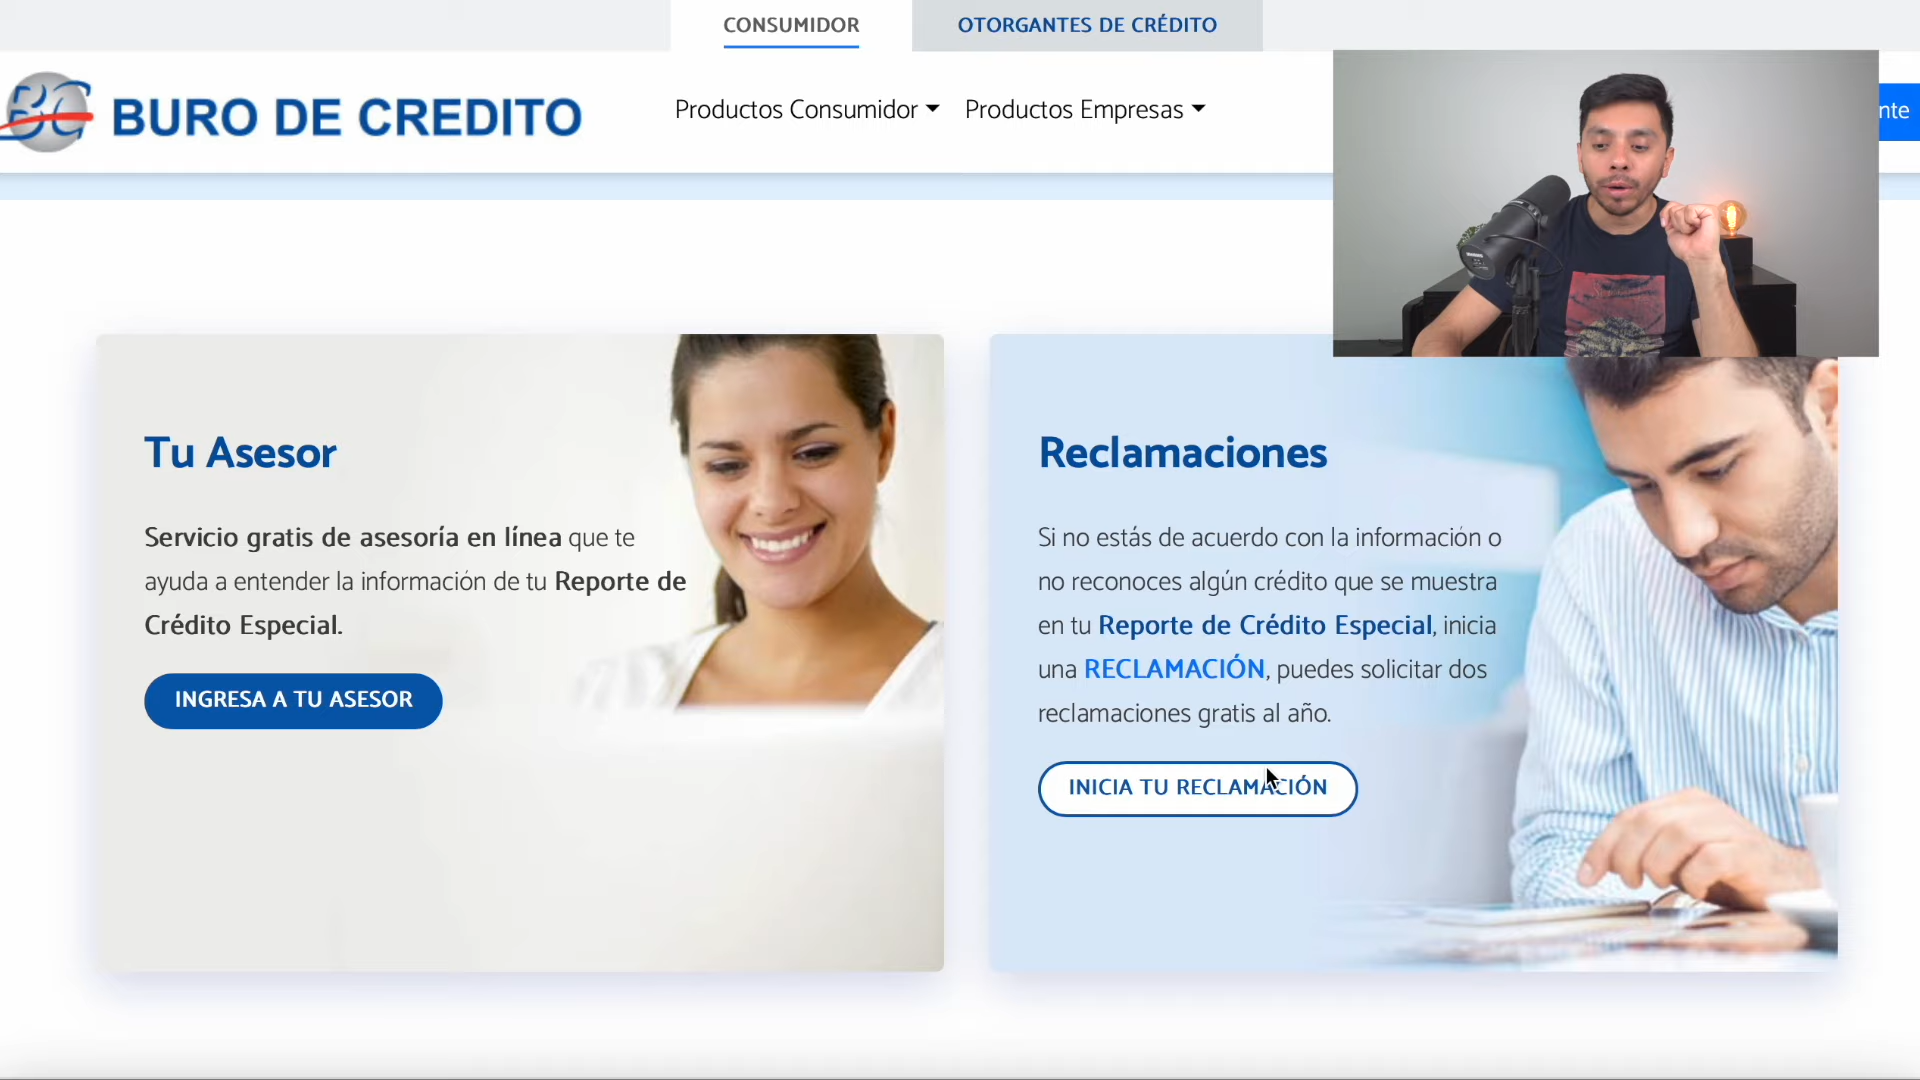 CONSUMIDOR
OTORGANTES DE CRÉDITO
BC BURO DE CREDITO
Productos Consumidor
Productos Empresas
nte
Tu Asesor
Servicio gratis de asesoría en línea que te
ayuda a entender la información de tu Reporte de
Crédito Especial.
INGRESA A TU ASESOR
Reclamaciones
Si no estás de acuerdo con la información o
no reconoces algún crédito que se muestra
en tu Reporte de Crédito Especial, inicia
una RECLAMACIÓN, puedes solicitar dos
reclamaciones gratis al año.
INICIA TU RECLAMACIÓN